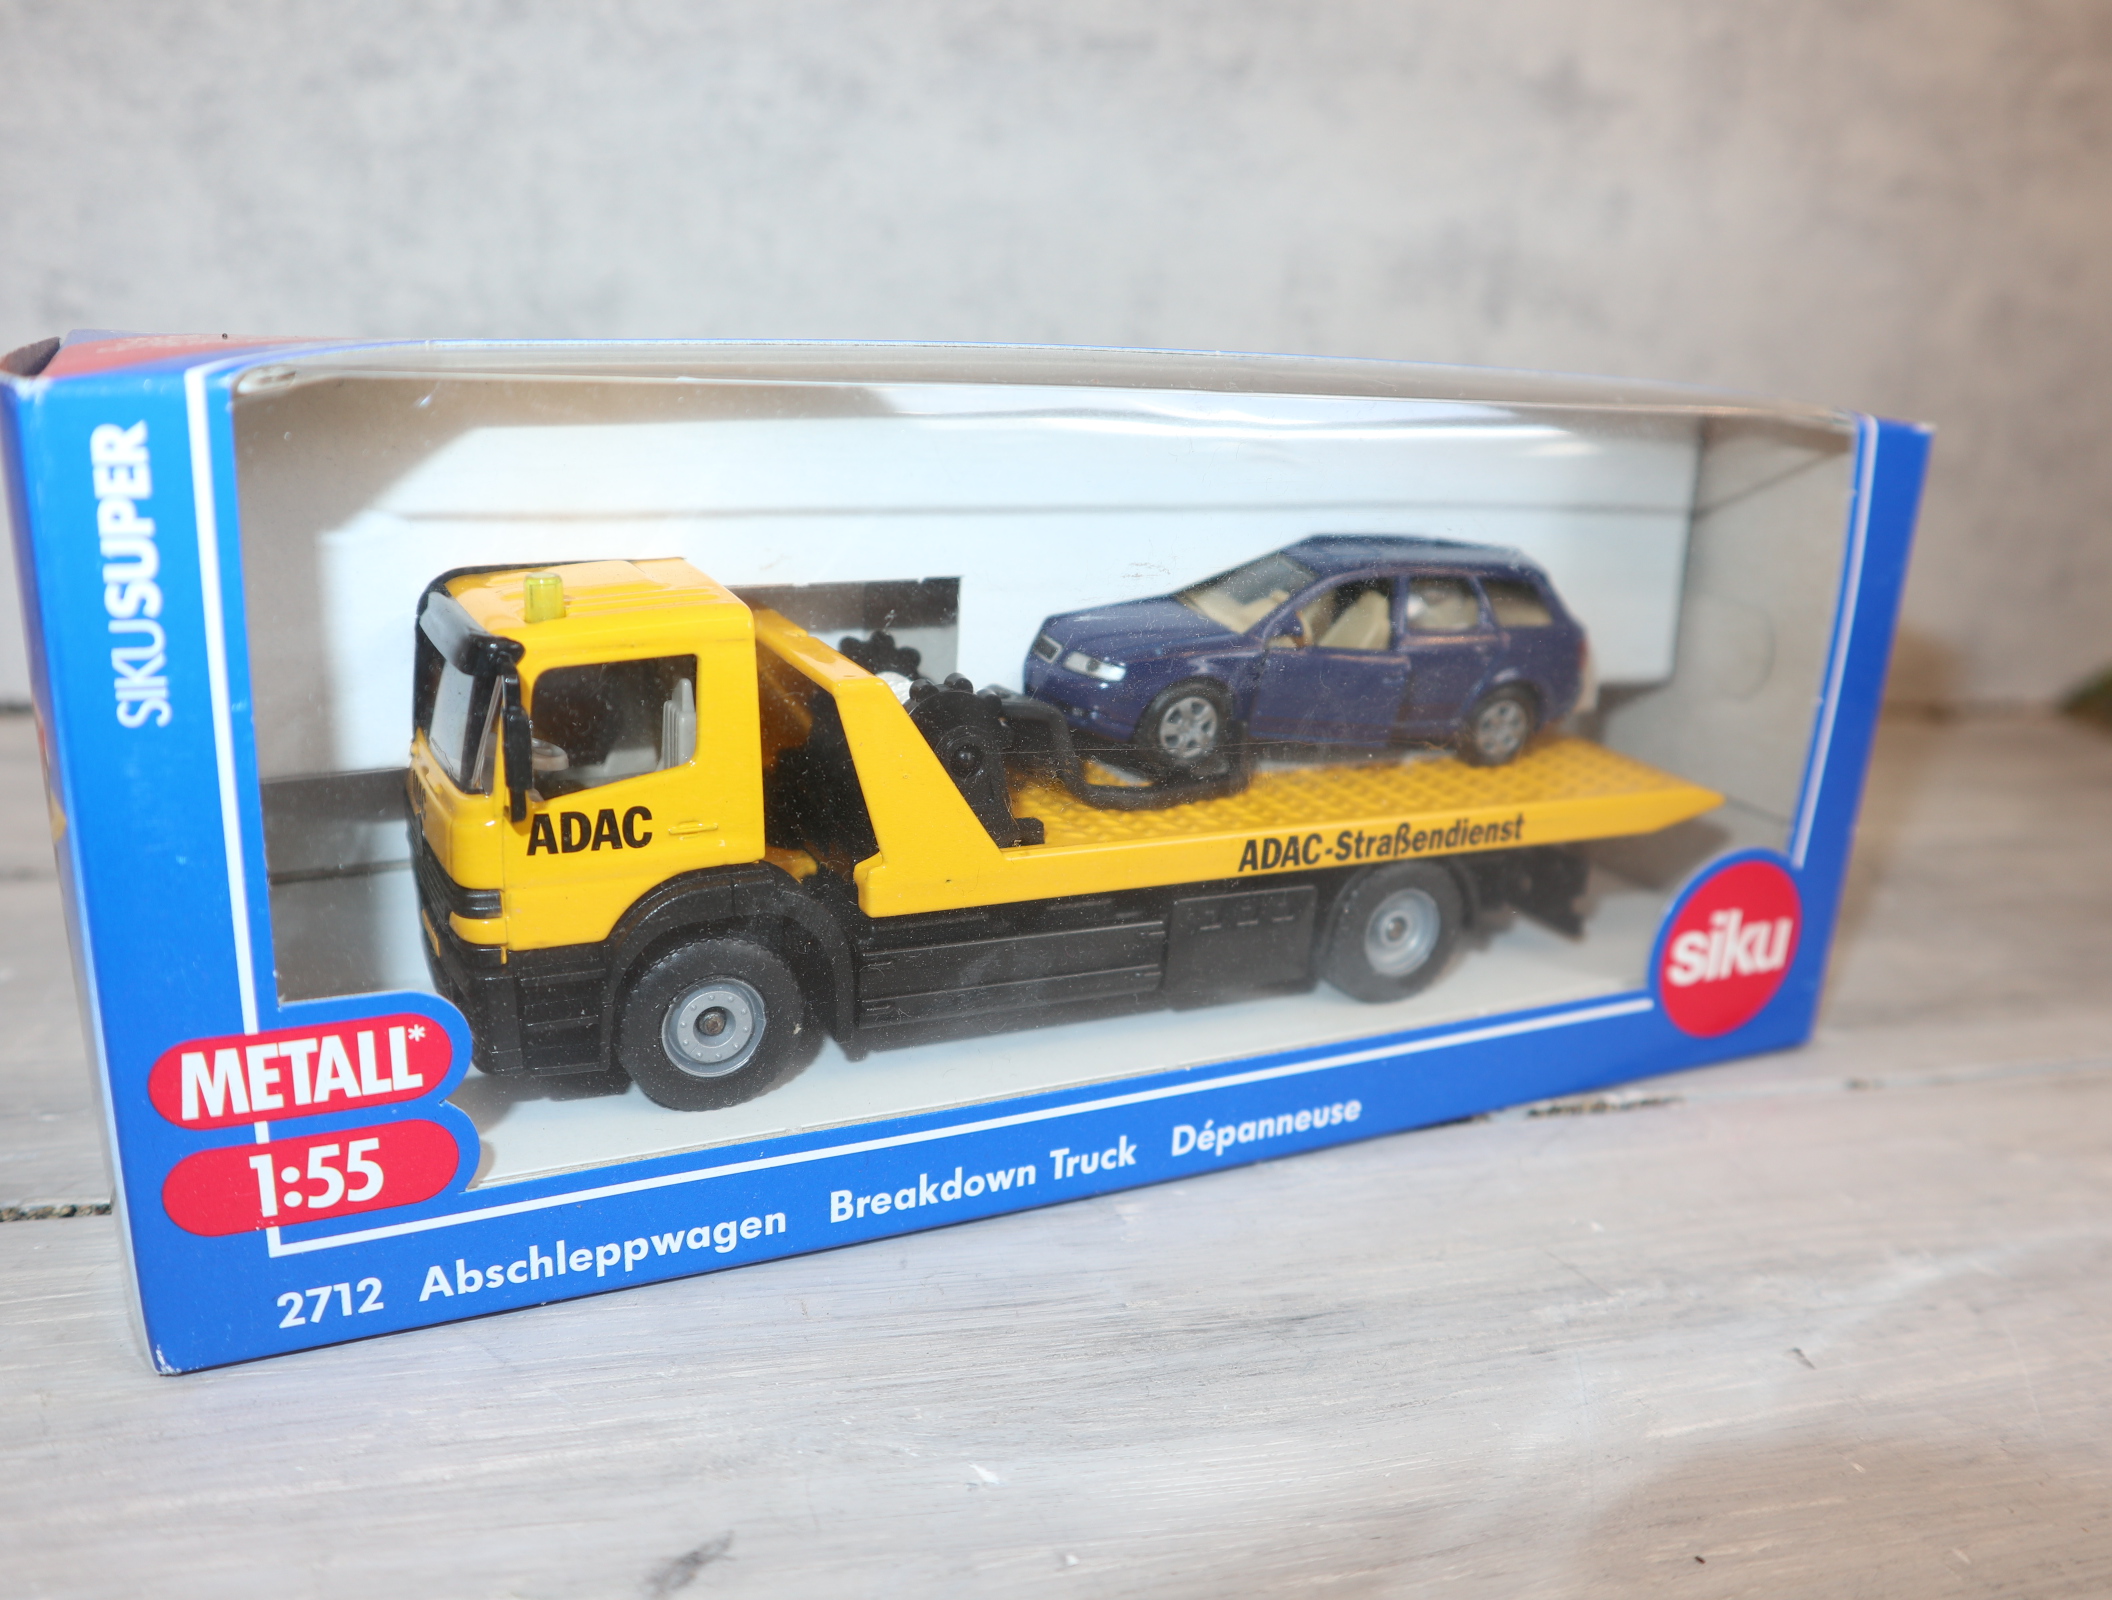 SIKUSUPER
ADAC
ADAC-Straßendienst
siku
METALL*
1:55
2712 Abschleppwagen Breakdown Truck Dépanneuse